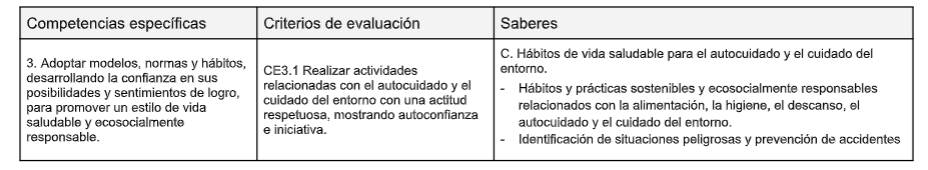 Competencias específicas
Criterios de evaluación
Saberes
3. Adoptar modelos, normas y hábitos,
desarrollando la confianza en sus
posibilidades y sentimientos de logro,
para promover un estilo de vida
saludable y ecosocialmente
responsable.
CE3.1 Realizar actividades
relacionadas con el autocuidado y el
cuidado del entorno con una actitud
respetuosa, mostrando autoconfianza
e iniciativa.
C. Hábitos de vida saludable para el autocuidado y el cuidado del
entorno.
- Hábitos y prácticas sostenibles y ecosocialmente responsables
relacionados con la alimentación, la higiene, el descanso, el
autocuidado y el cuidado del entorno.
- Identificación de situaciones peligrosas y prevención de accidentes